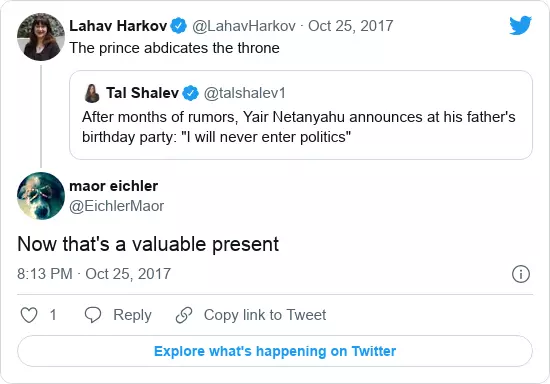 Lahav Harkov @LahavHarkov · Oct 25, 2017
The prince abdicates the throne
Tal Shalev @talshalev1
After months of rumors, Yair Netanyahu announces at his father's
birthday party: "I will never enter politics"
maor eichler
@EichlerMaor
Now that's a valuable present
8:13 PM · Oct 25, 2017
1 Reply Copy link to Tweet
Explore what's happening on Twitter